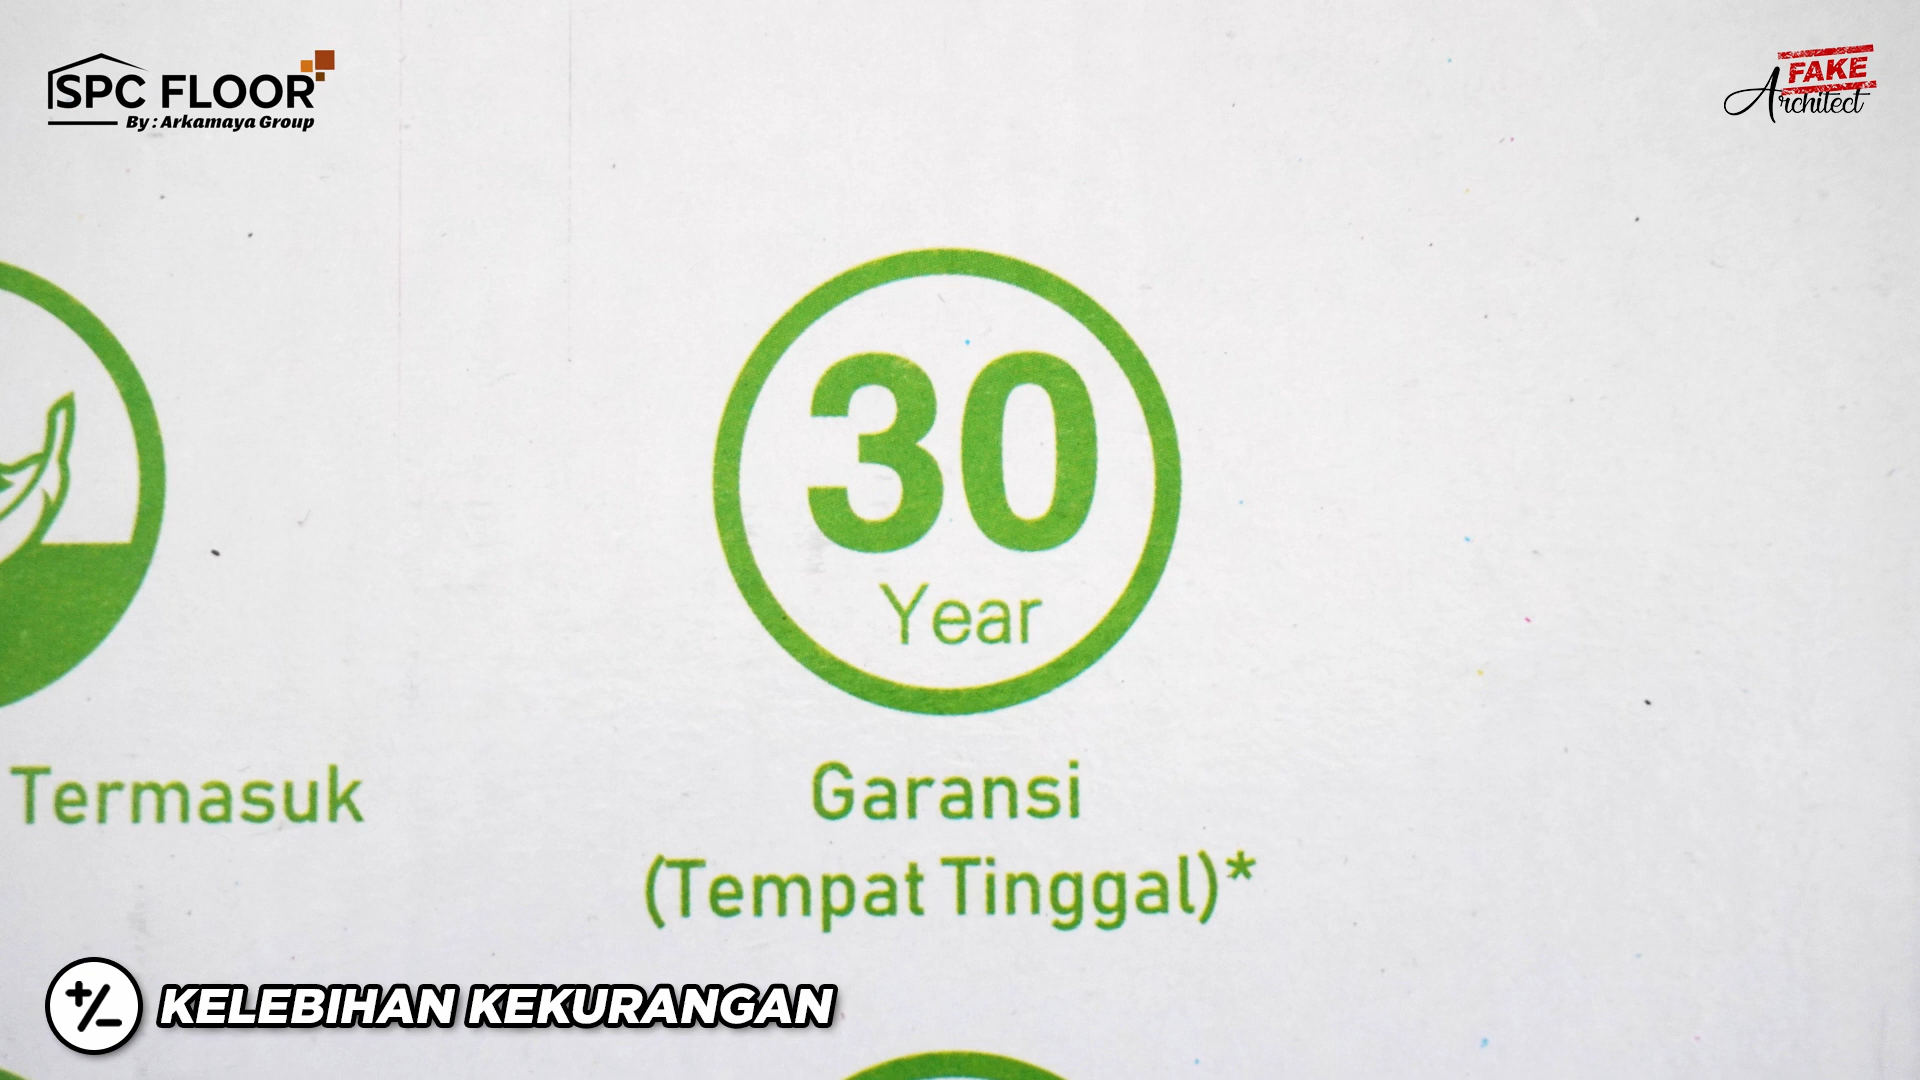 SPC FLOOR
By : Arkamaya Group
FAKE
Architect
30
Year
Termasuk
Garansi
(Tempat Tinggal)*
+/-
KELEBIHAN KEKURANGAN